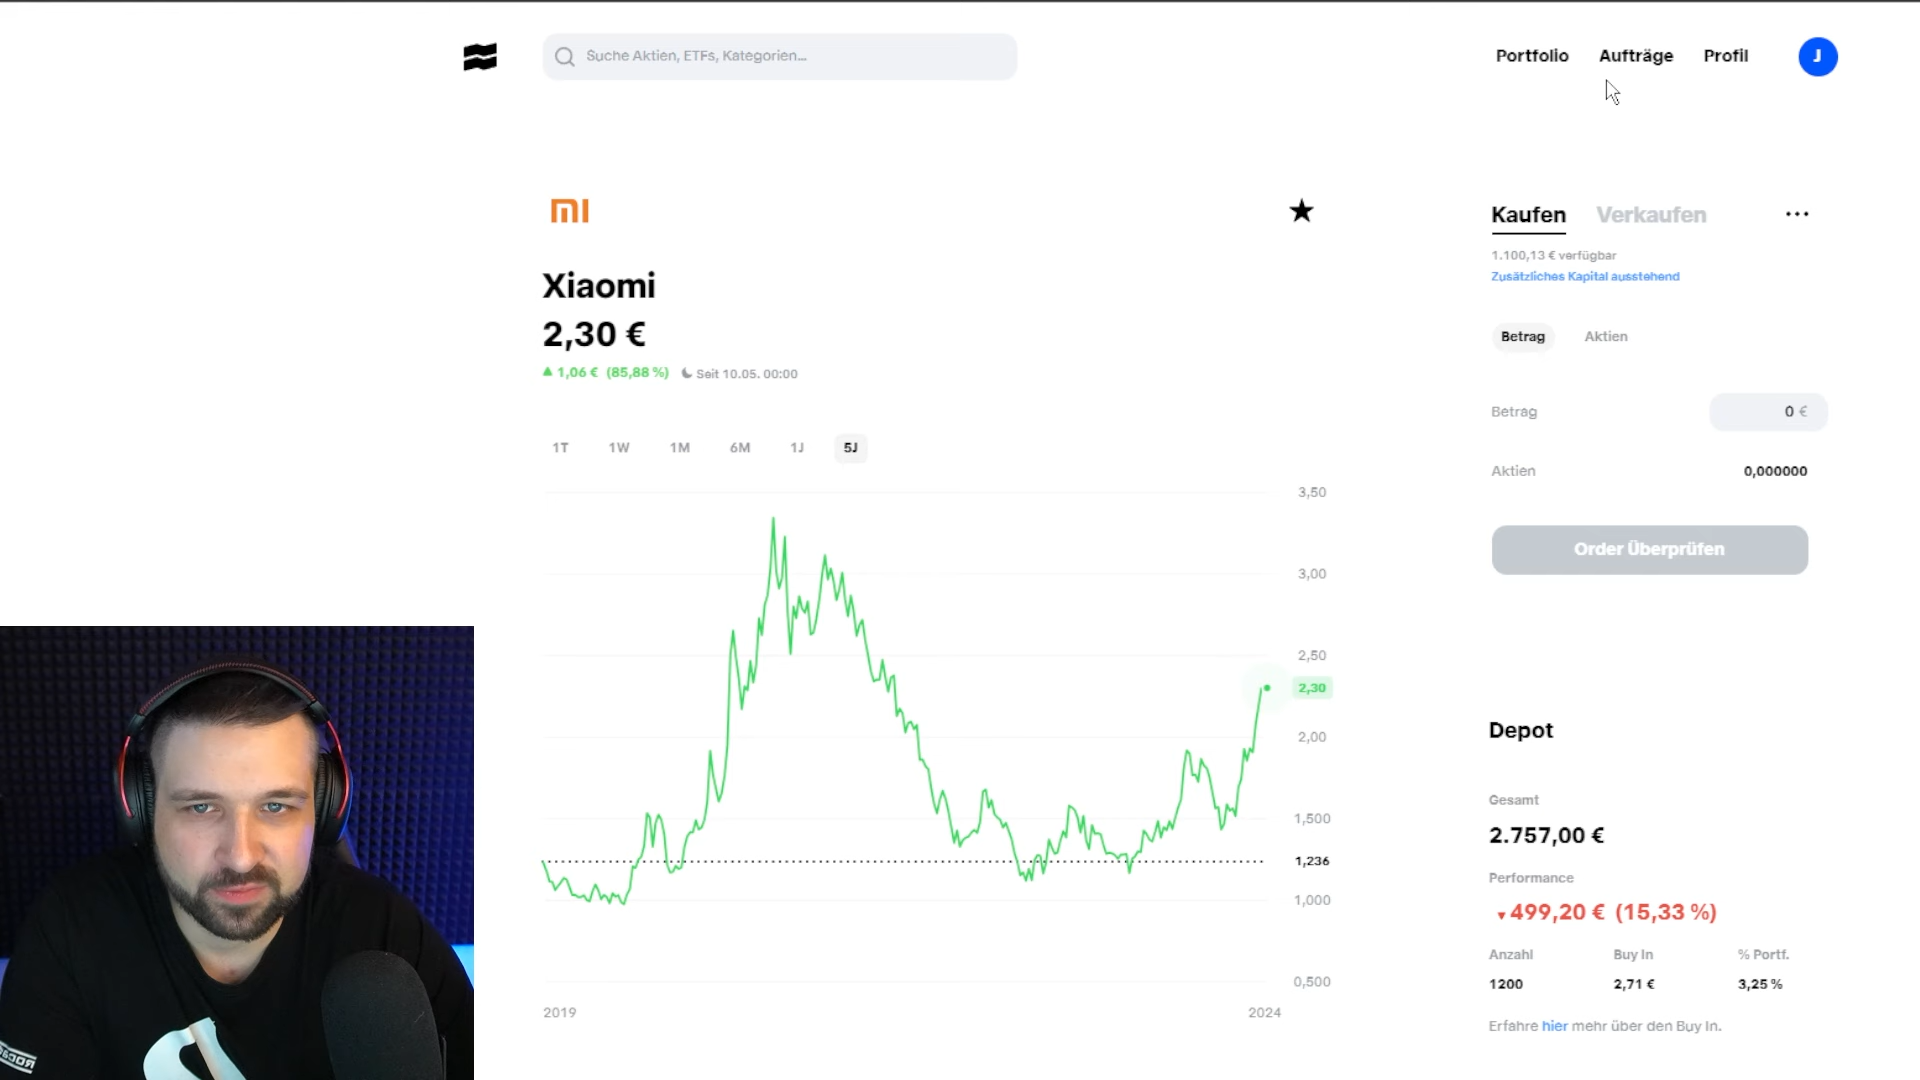 Suche Aktien, ETFs, Kategorien...
Portfolio
Aufträge
Profil
J
Xiaomi
2,30 €
1,06 € (85,88 %) Seit 10.05. 00:00
1T 1W 1M 6M 1J 5J
3,50
3,00
2,50
2,30
2,00
1,500
1,236
1,000
0,500
2019
2024
Kaufen Verkaufen
1.100,13 € verfügbar
Zusätzliches Kapital ausstehend
Betrag Aktien
Betrag 0 €
Aktien 0,000000
Order Überprüfen
Depot
Gesamt
2.757,00 €
Performance
499,20 € (15,33 %)
Anzahl Buy In % Portf.
1200 2,71 € 3,25 %
Erfahre hier mehr über den Buy In.